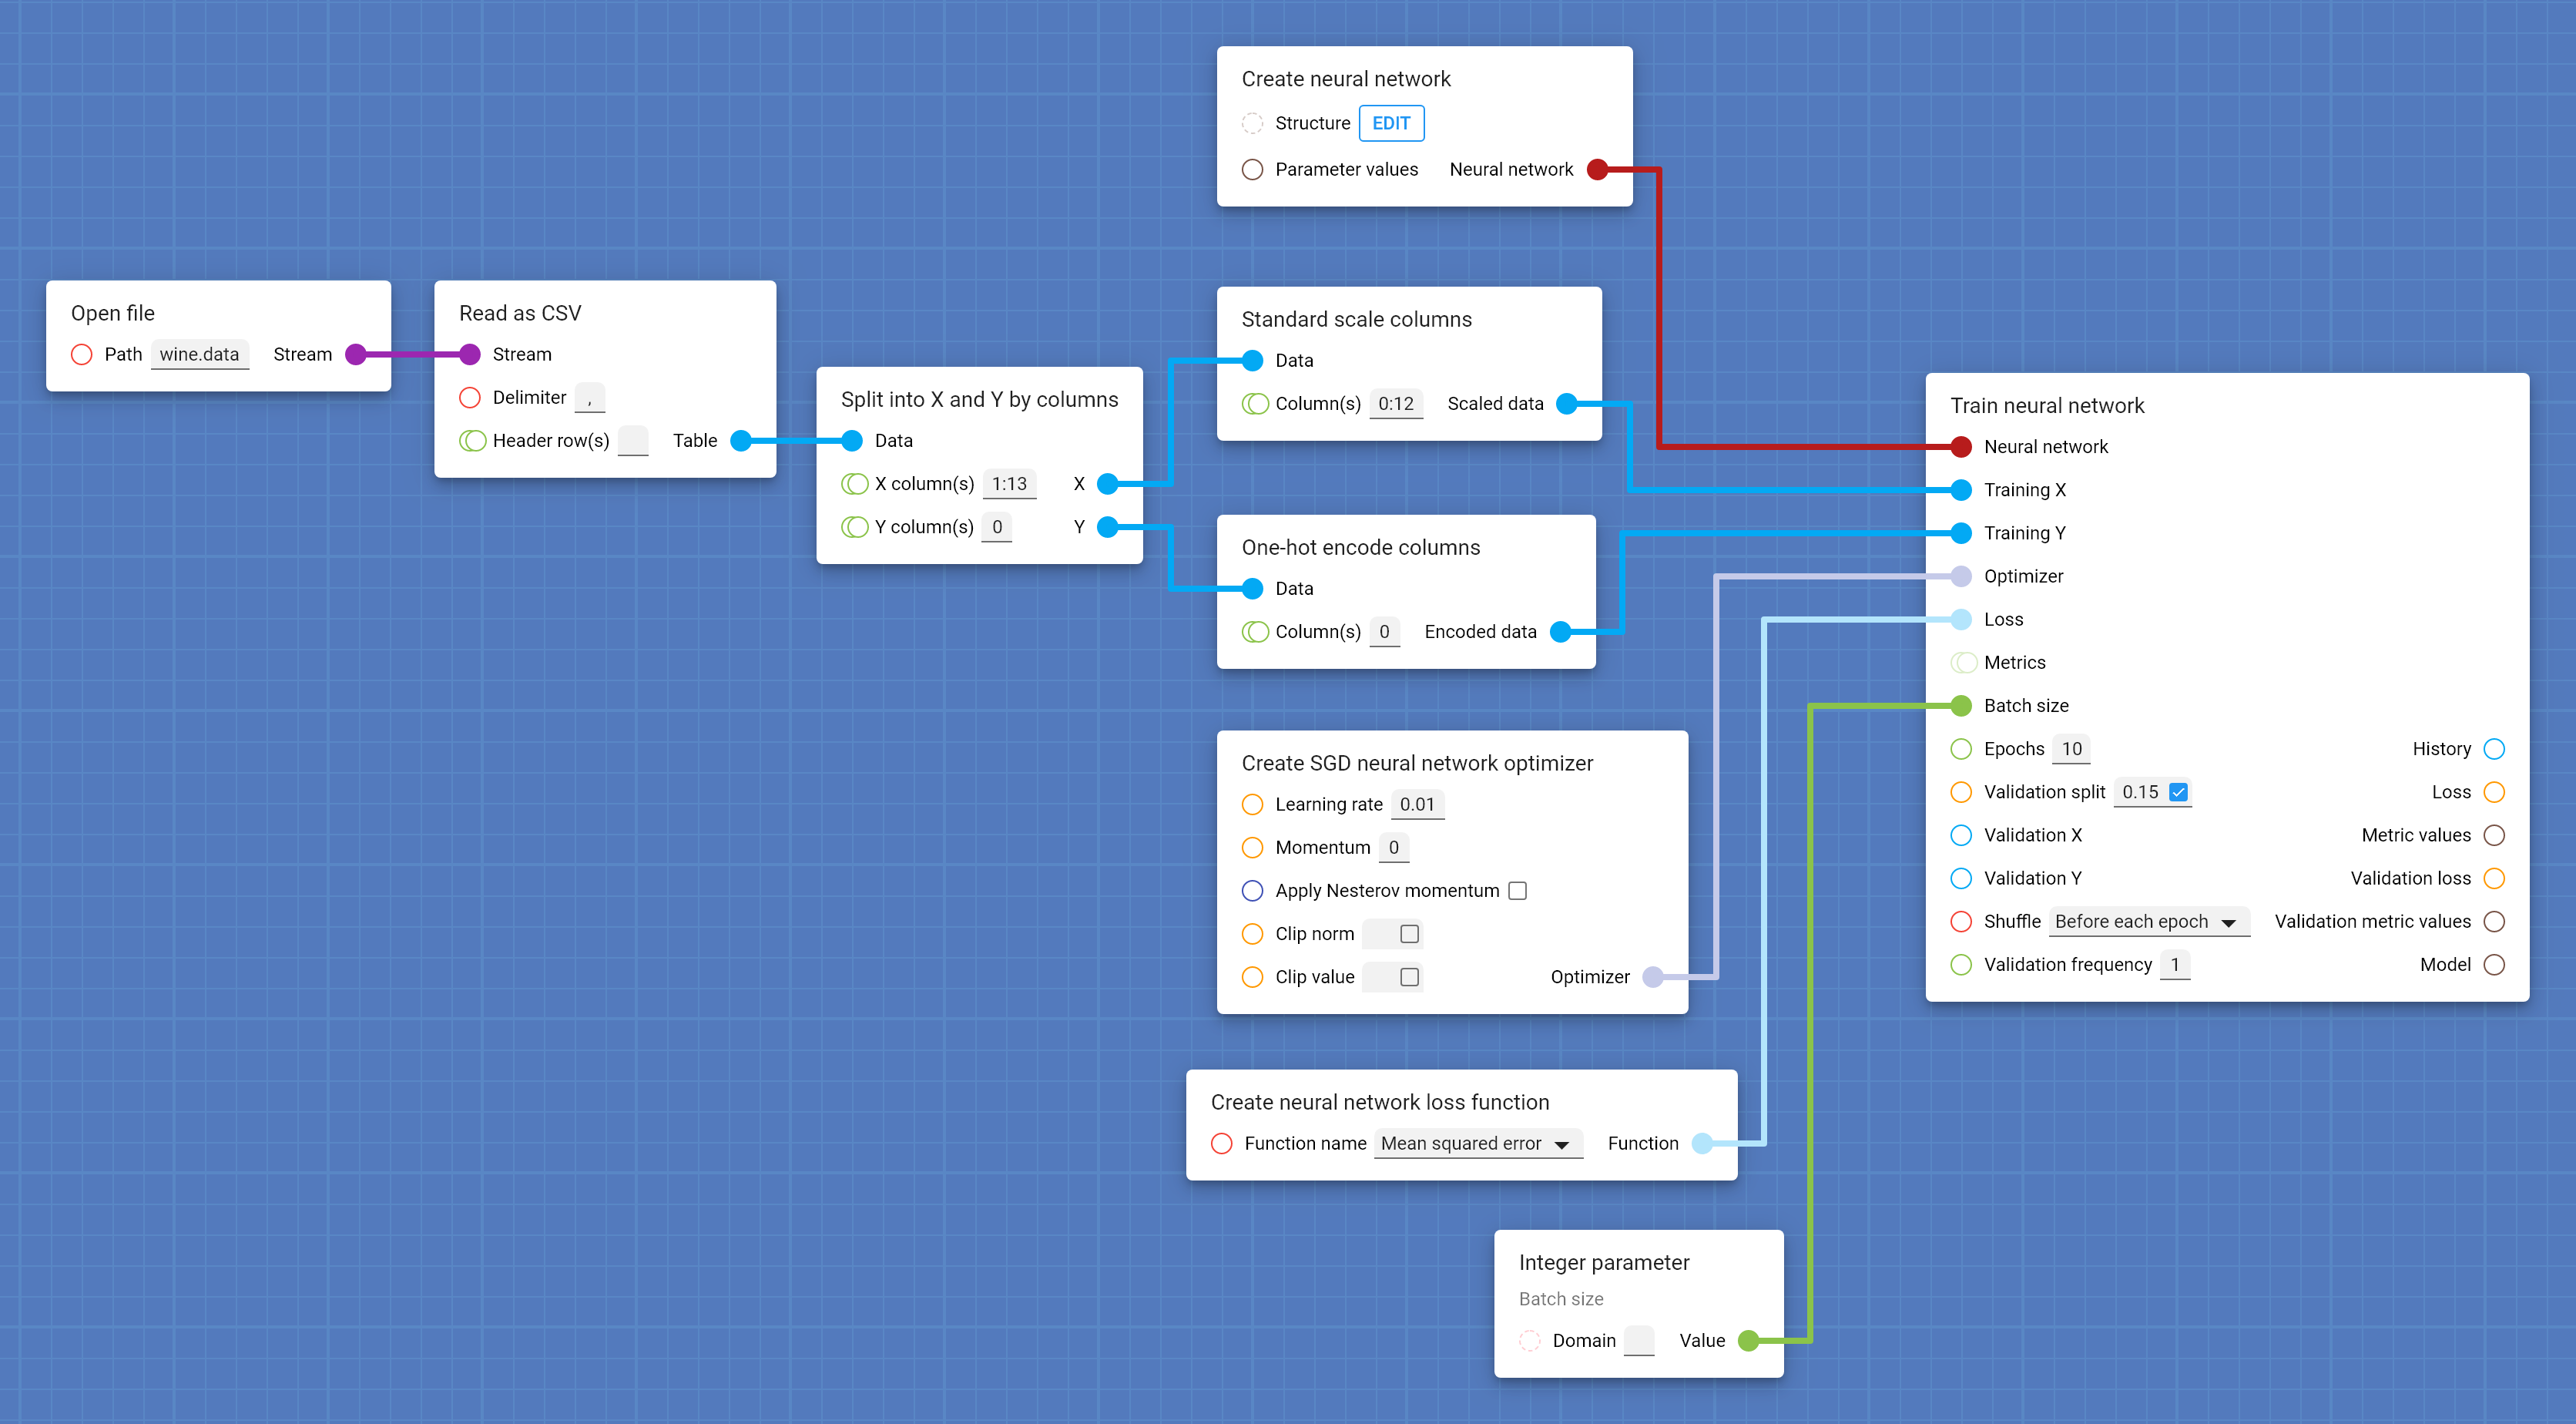 Create neural network
Structure EDIT
Parameter values Neural network
Open file
Path wine.data Stream
Read as CSV
Stream
Delimiter ,
Header row(s) Table
Split into X and Y by columns
Data
X column(s) 1:13 X
Y column(s) 0 Y
Standard scale columns
Data
Column(s) 0:12 Scaled data
One-hot encode columns
Data
Column(s) 0 Encoded data
Create SGD neural network optimizer
Learning rate 0.01
Momentum 0
Apply Nesterov momentum
Clip norm
Clip value Optimizer
Create neural network loss function
Function name Mean squared error Function
Integer parameter
Batch size
Domain Value
Train neural network
Neural network
Training X
Training Y
Optimizer
Loss
Metrics
Batch size
Epochs 10 History
Validation split 0.15 Loss
Validation X Metric values
Validation Y Validation loss
Shuffle Before each epoch Validation metric values
Validation frequency 1 Model